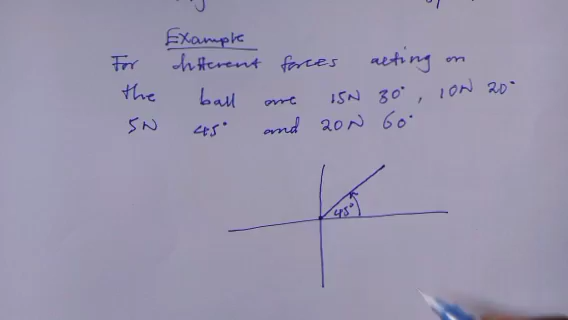 Example
For different forces acting on
the ball are 15N 30°, 10N 20°
5N 45° and 20N 60°
45°